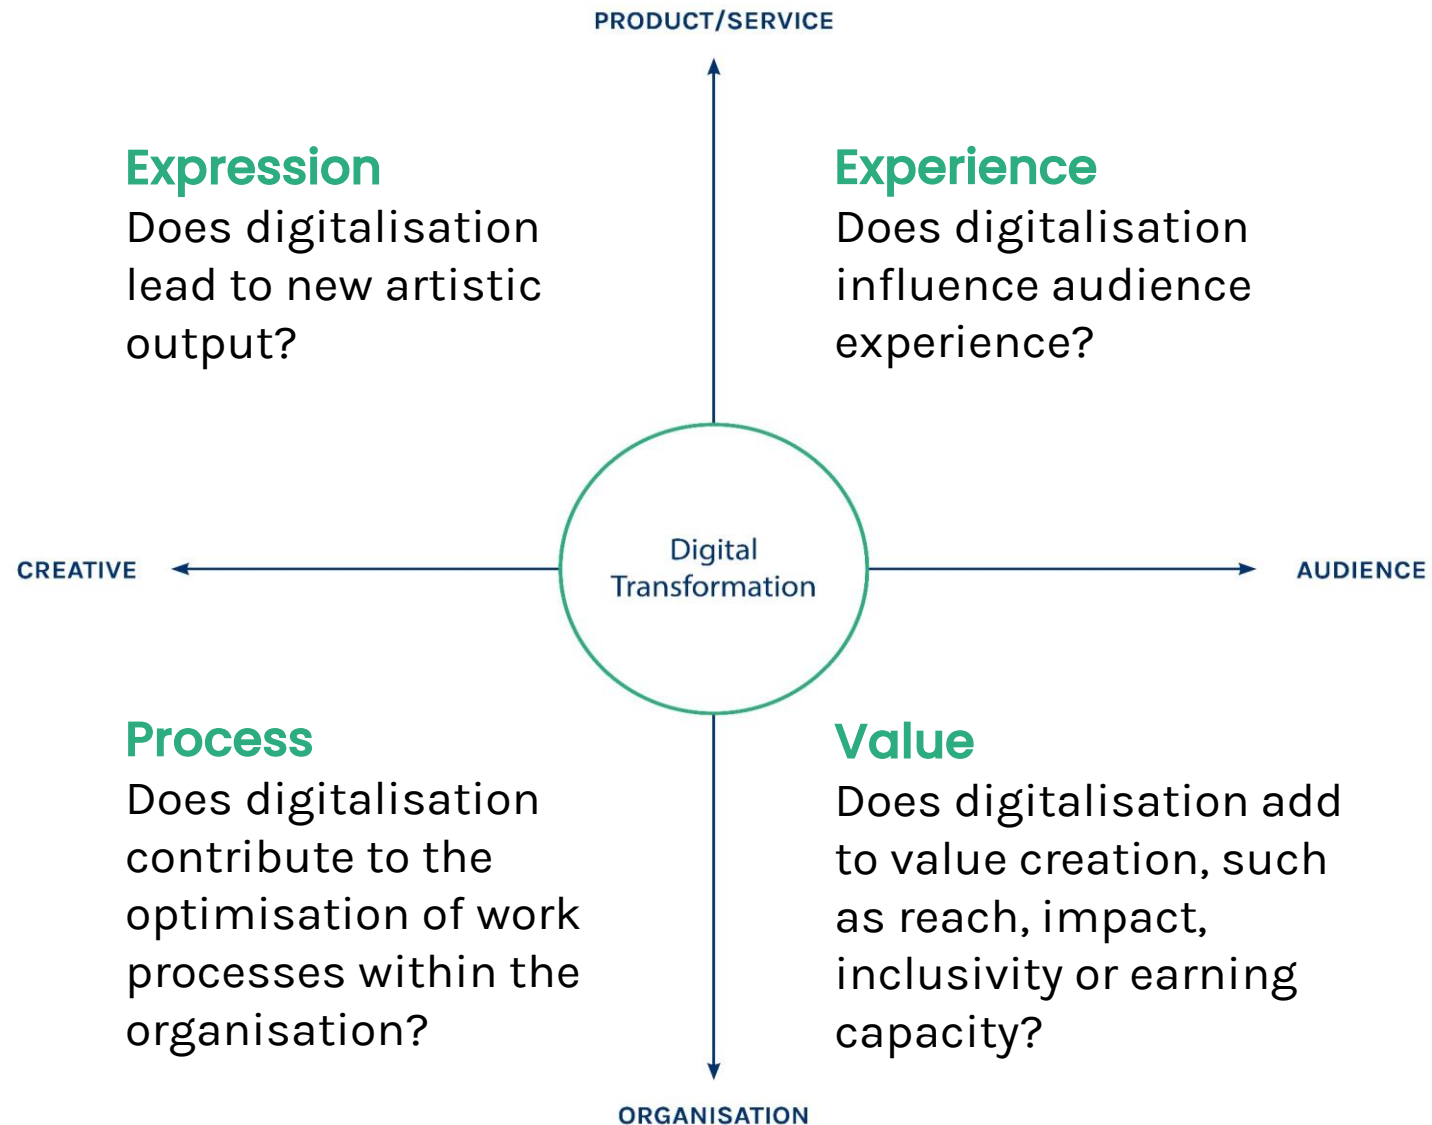 PRODUCT/SERVICE
Expression
Does digitalisation
lead to new artistic
output?
Experience
Does digitalisation
influence audience
experience?
CREATIVE
Digital
Transformation
AUDIENCE
Process
Does digitalisation
contribute to the
optimisation of work
processes within the
organisation?
Value
Does digitalisation add
to value creation, such
as reach, impact,
inclusivity or earning
capacity?
ORGANISATION